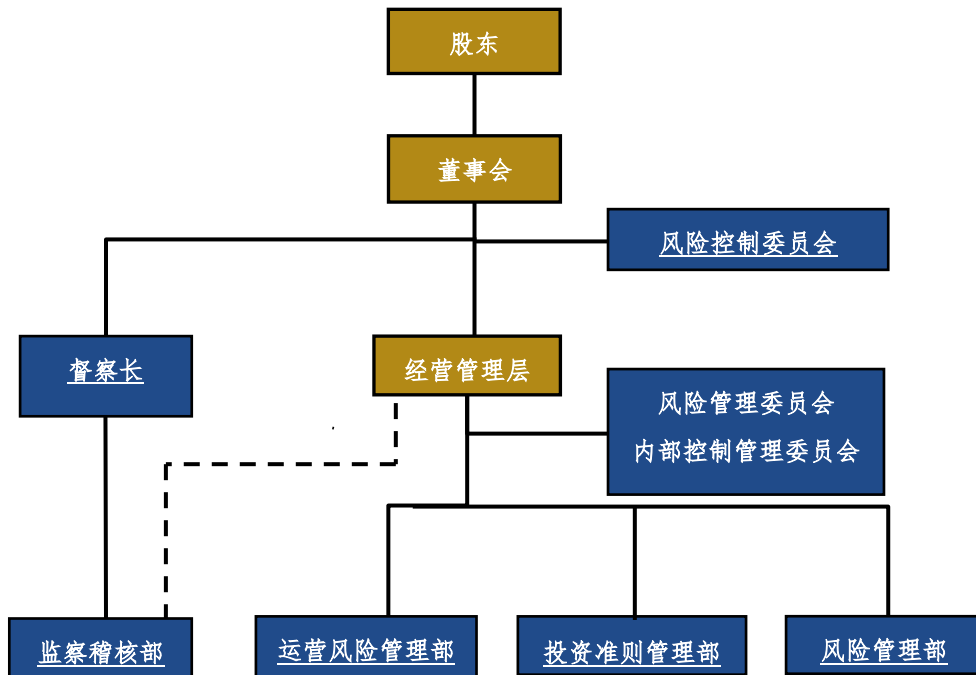 股东
董事会
风险控制委员会
督察长
经营管理层
风险管理委员会
内部控制管理委员会
监察稽核部
运营风险管理部
投资准则管理部
风险管理部